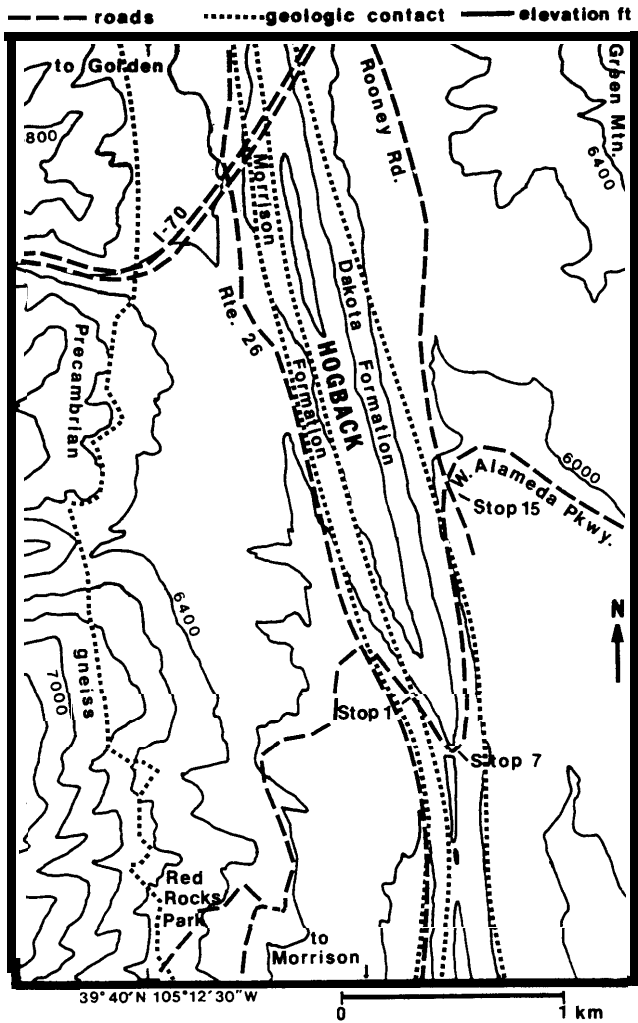 roads geologic contact elevation ft
to Golden
Green Mtn.
6400
800
Rooney Rd.
Morrison
I-70
Dakota
Rte. 26
Precambrian
HOGBACK
Formation
Formation
6000
W. Alameda Pkwy.
Stop 15
6400
N
gneiss
7000
Stop 1
Stop 7
Red
Rocks
Park
to
Morrison
39°40'N 105°12'30"W
0 1 km